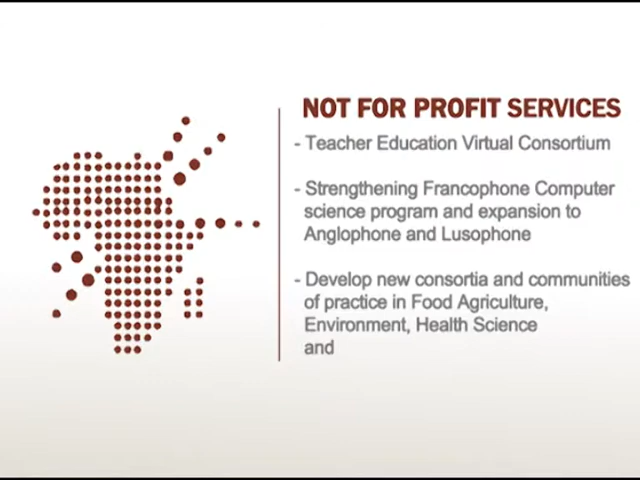 NOT FOR PROFIT SERVICES
- Teacher Education Virtual Consortium
- Strengthening Francophone Computer
science program and expansion to
Anglophone and Lusophone
- Develop new consortia and communities
of practice in Food Agriculture,
Environment, Health Science
and